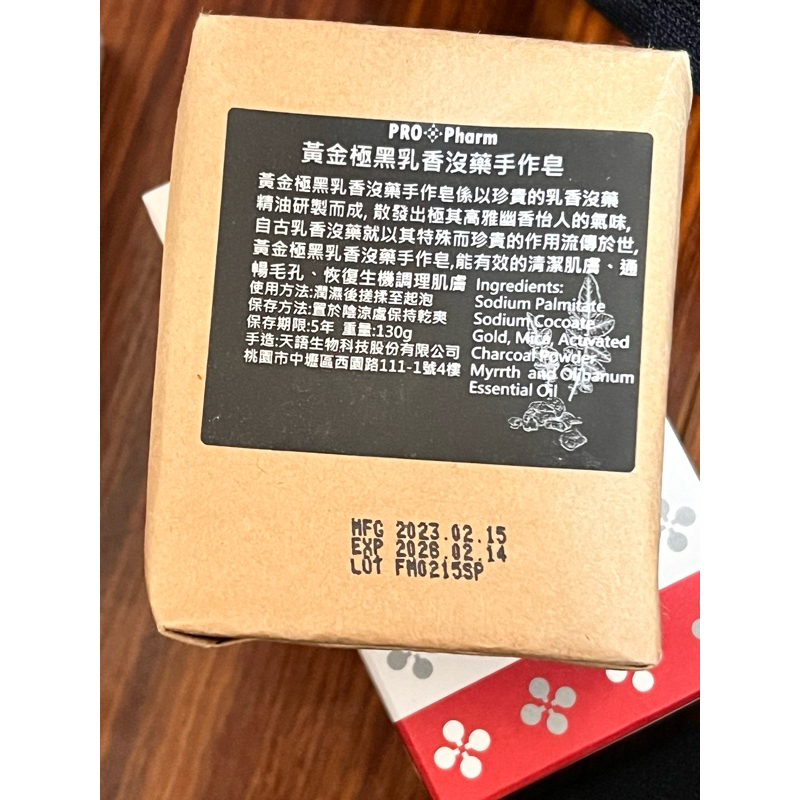 PRO Pharm
黃金極黑乳香沒藥手作皂
黃金極黑乳香沒藥手作皂係以珍貴的乳香沒藥
精油研製而成, 散發出極其高雅幽香怡人的氣味,
自古乳香沒藥就以其特殊而珍貴的作用流傳於世,
黃金極黑乳香沒藥手作皂,能有效的清潔肌膚、通
暢毛孔、恢復生機調理肌膚
使用方法:潤濕後搓揉至起泡
保存方法:置於陰涼處保持乾爽
保存期限:5年 重量:130g
手造:天語生物科技股份有限公司
桃園市中壢區西園路111-1號4樓
Ingredients:
Sodium Palmitate
Sodium Cocoate
Gold, Mica, Activated
Charcoal Powder
Myrrth and Olibanum
Essential Oil
MFG 2023.02.15
EXP 2028.02.14
LOT FM0215SP